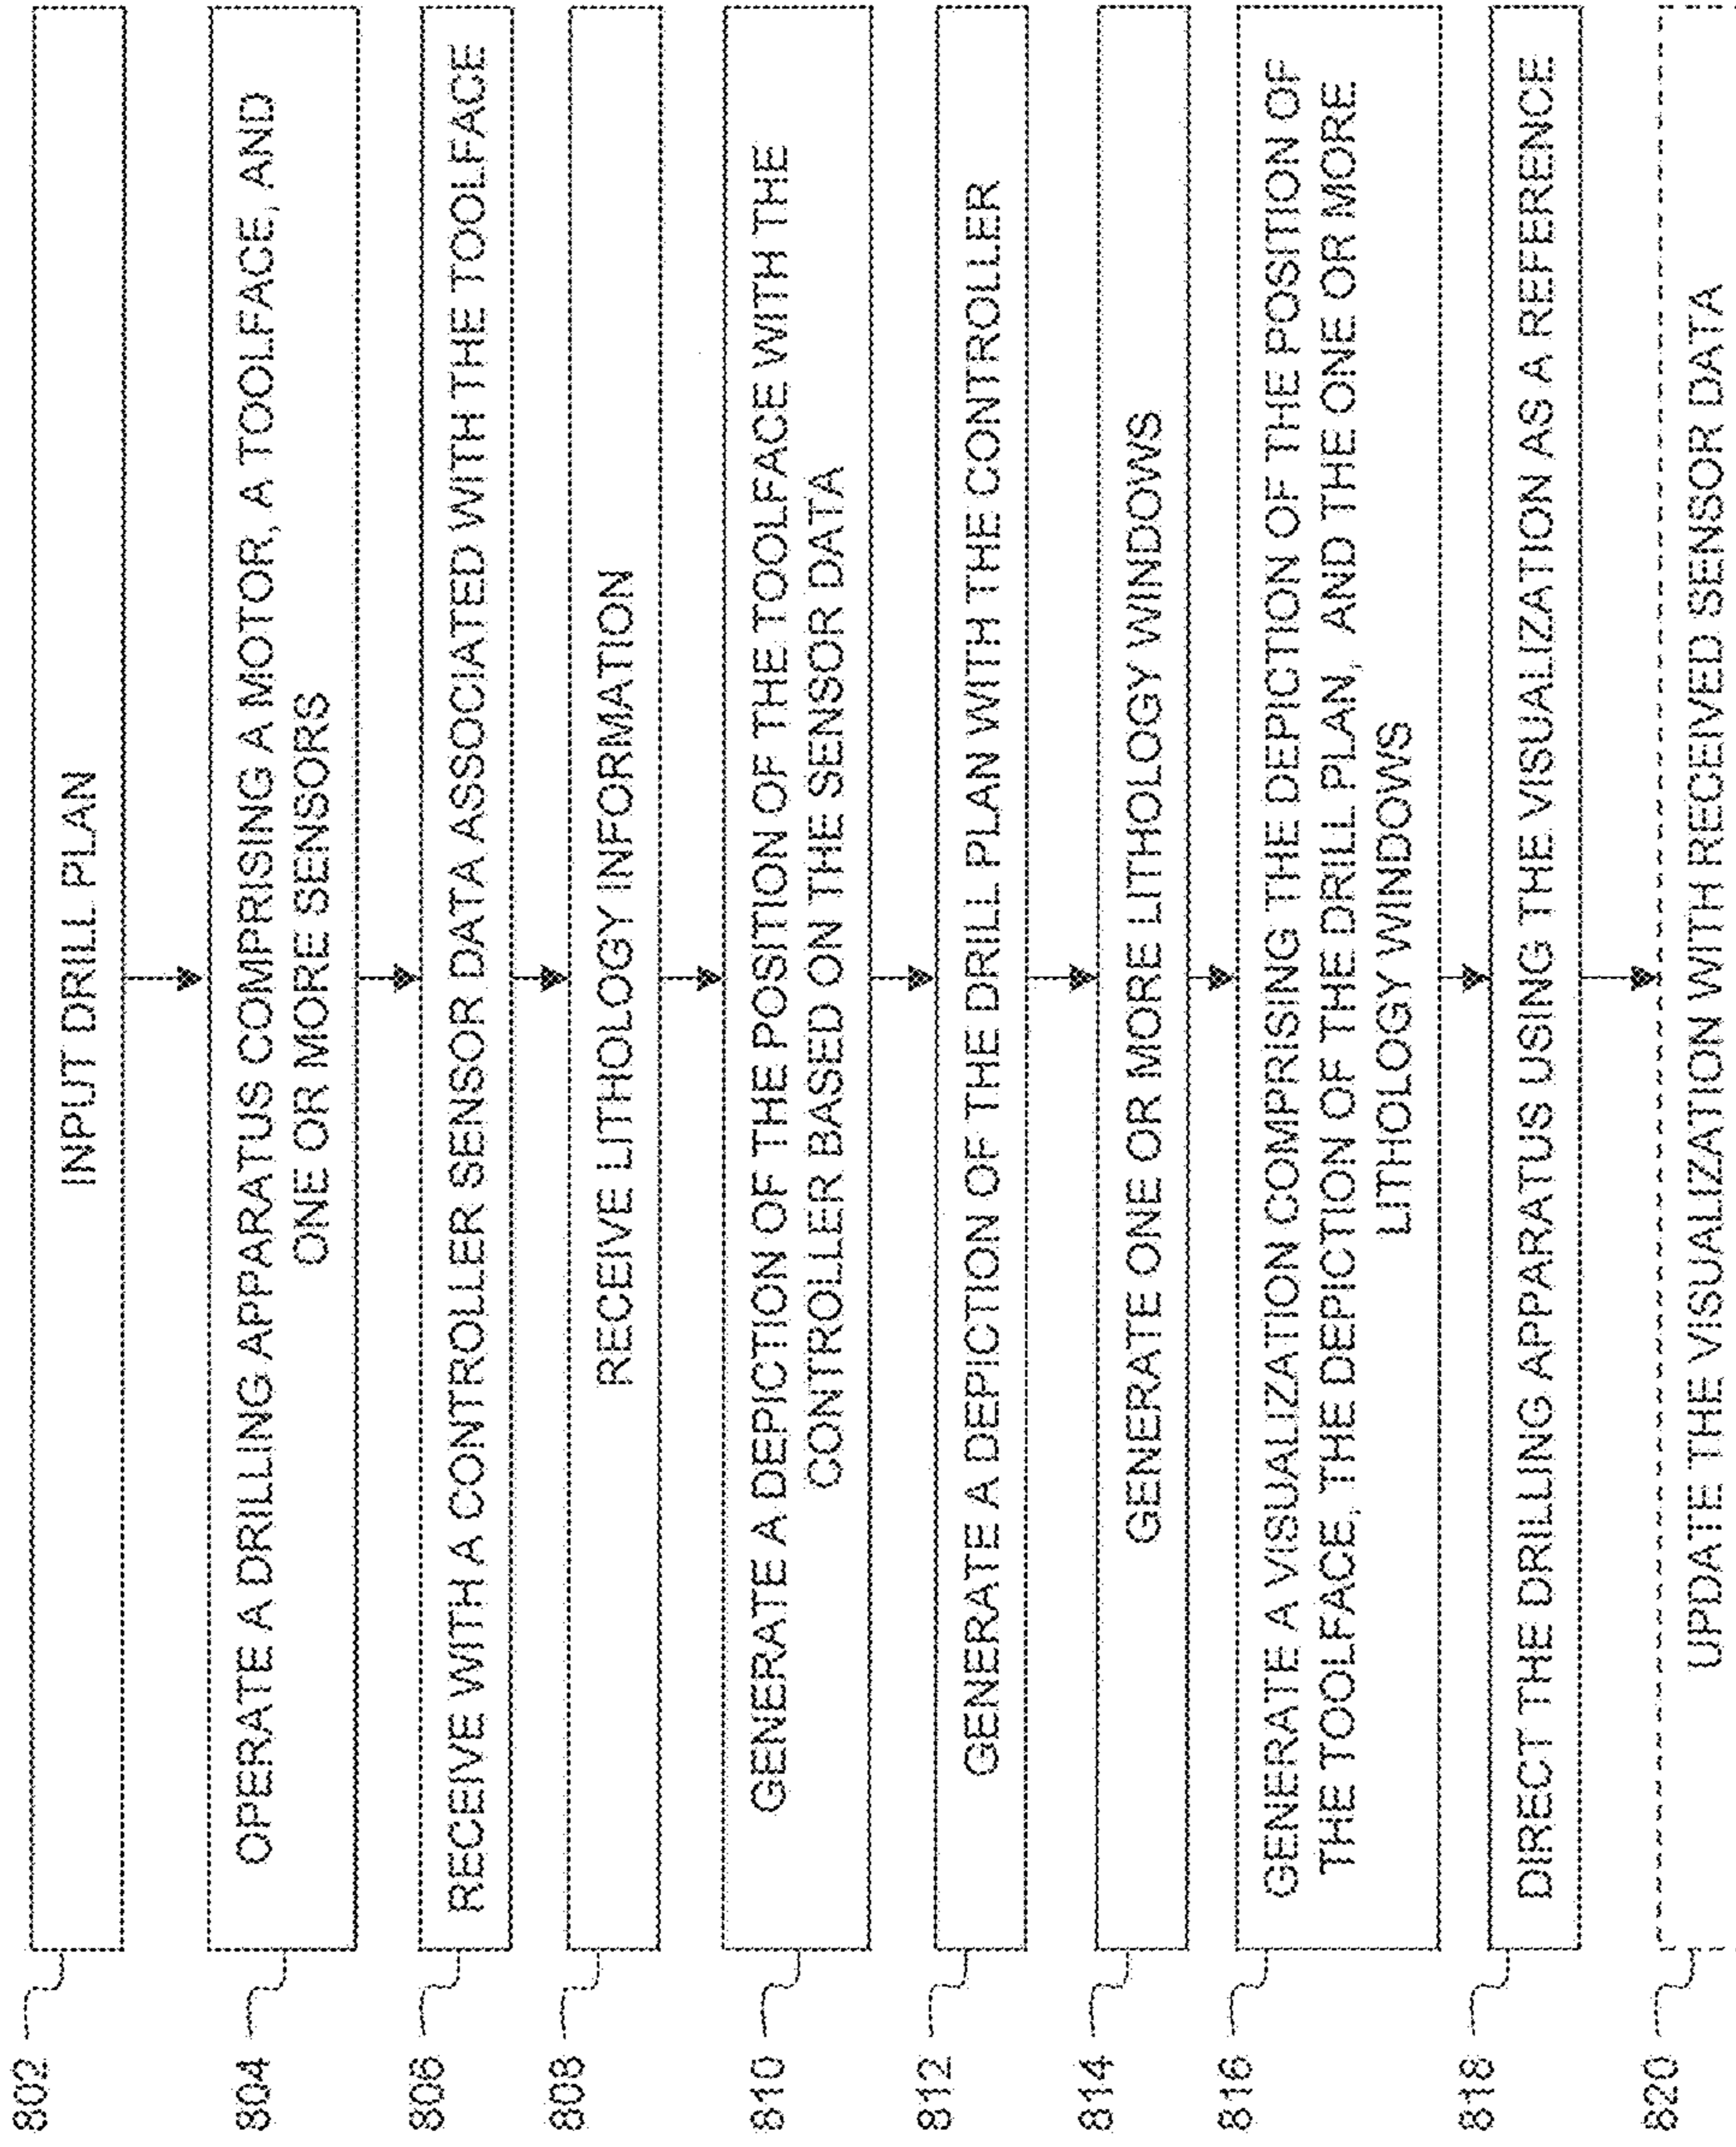 802
INPUT DRILL PLAN
804
OPERATE A DRILLING APPARATUS COMPRISING A MOTOR, A TOOLFACE, AND
ONE OR MORE SENSORS
806
RECEIVE WITH A CONTROLLER SENSOR DATA ASSOCIATED WITH THE TOOLFACE
808
RECEIVE LITHOLOGY INFORMATION
810
GENERATE A DEPICTION OF THE POSITION OF THE TOOLFACE WITH THE
CONTROLLER BASED ON THE SENSOR DATA
812
GENERATE A DEPICTION OF THE DRILL PLAN WITH THE CONTROLLER
814
GENERATE ONE OR MORE LITHOLOGY WINDOWS
816
GENERATE A VISUALIZATION COMPRISING THE DEPICTION OF THE POSITION OF
THE TOOLFACE, THE DEPICTION OF THE DRILL PLAN, AND THE ONE OR MORE
LITHOLOGY WINDOWS
818
DIRECT THE DRILLING APPARATUS USING THE VISUALIZATION AS A REFERENCE
820
UPDATE THE VISUALIZATION WITH RECEIVED SENSOR DATA